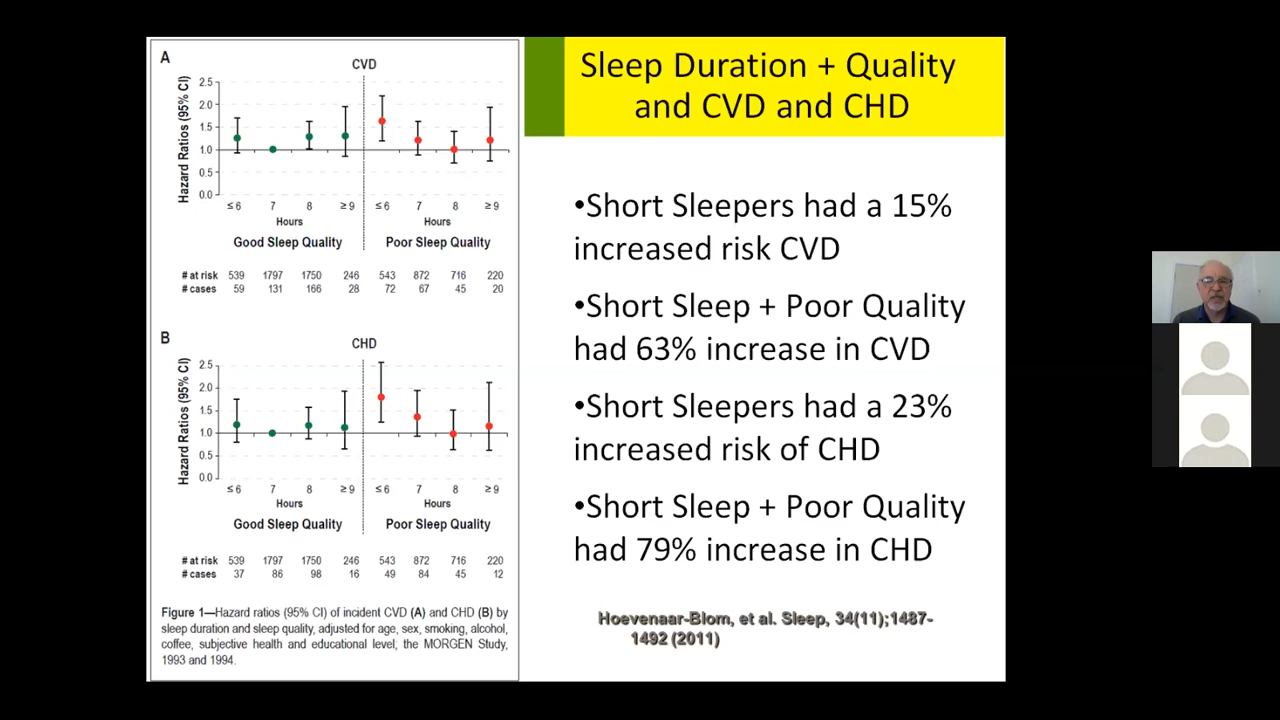 A
CVD
Hazard Ratios (95% CI)
2.5
2.0
1.5
1.0
0.5
0.0
≤ 6 7 8 ≥ 9 ≤ 6 7 8 ≥ 9
Hours Hours
Good Sleep Quality Poor Sleep Quality
# at risk 539 1797 1750 246 543 872 716 220
# cases 59 131 166 28 72 67 45 20
B
CHD
Hazard Ratios (95% CI)
2.5
2.0
1.5
1.0
0.5
0.0
≤ 6 7 8 ≥ 9 ≤ 6 7 8 ≥ 9
Hours Hours
Good Sleep Quality Poor Sleep Quality
# at risk 539 1797 1750 246 543 872 716 220
# cases 37 86 98 16 49 84 45 12
Figure 1—Hazard ratios (95% CI) of incident CVD (A) and CHD (B) by
sleep duration and sleep quality, adjusted for age, sex, smoking, alcohol,
coffee, subjective health and educational level; the MORGEN Study,
1993 and 1994.
Sleep Duration + Quality
and CVD and CHD
•Short Sleepers had a 15%
increased risk CVD
•Short Sleep + Poor Quality
had 63% increase in CVD
•Short Sleepers had a 23%
increased risk of CHD
•Short Sleep + Poor Quality
had 79% increase in CHD
Hoevenaar-Blom, et al. Sleep, 34(11);1487-
1492 (2011)